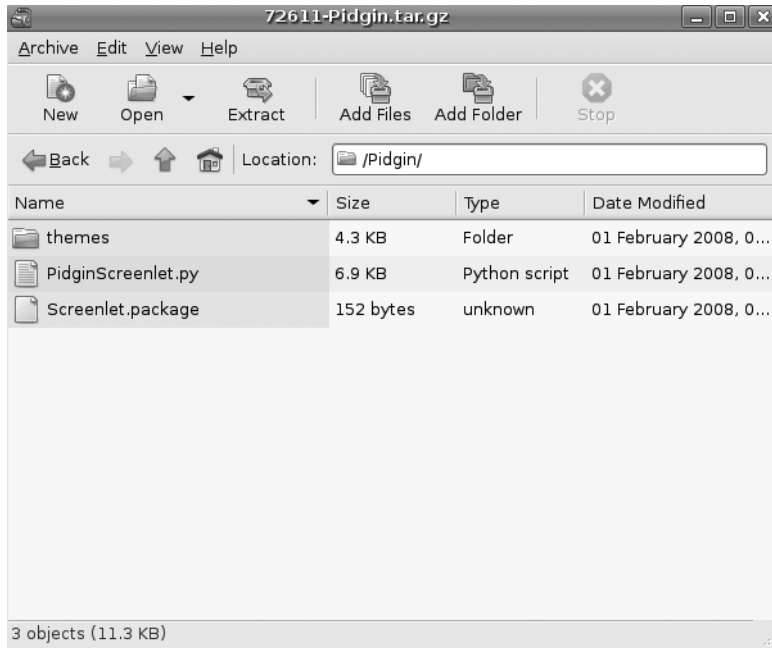 72611-Pidgin.tar.gz
Archive Edit View Help
New Open Extract Add Files Add Folder Stop
Back Location: /Pidgin/
Name Size Type Date Modified
themes 4.3 KB Folder 01 February 2008, 0...
PidginScreenlet.py 6.9 KB Python script 01 February 2008, 0...
Screenlet.package 152 bytes unknown 01 February 2008, 0...
3 objects (11.3 KB)